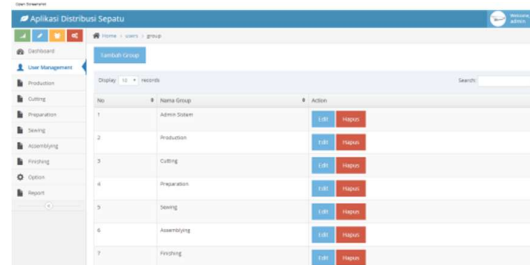 Aplikasi Distribusi Sepatu
Welcome,
Admin
Home > users > group
Dashboard
User Management
Production
Cutting
Preparation
Sewing
Assemblying
Finishing
Option
Report
Tambah Group
Display 10 records
Search:
No Nama Group Action
1 Admin Sistem Edit Hapus
2 Production Edit Hapus
3 Cutting Edit Hapus
4 Preparation Edit Hapus
5 Sewing Edit Hapus
6 Assemblying Edit Hapus
7 Finishing Edit Hapus